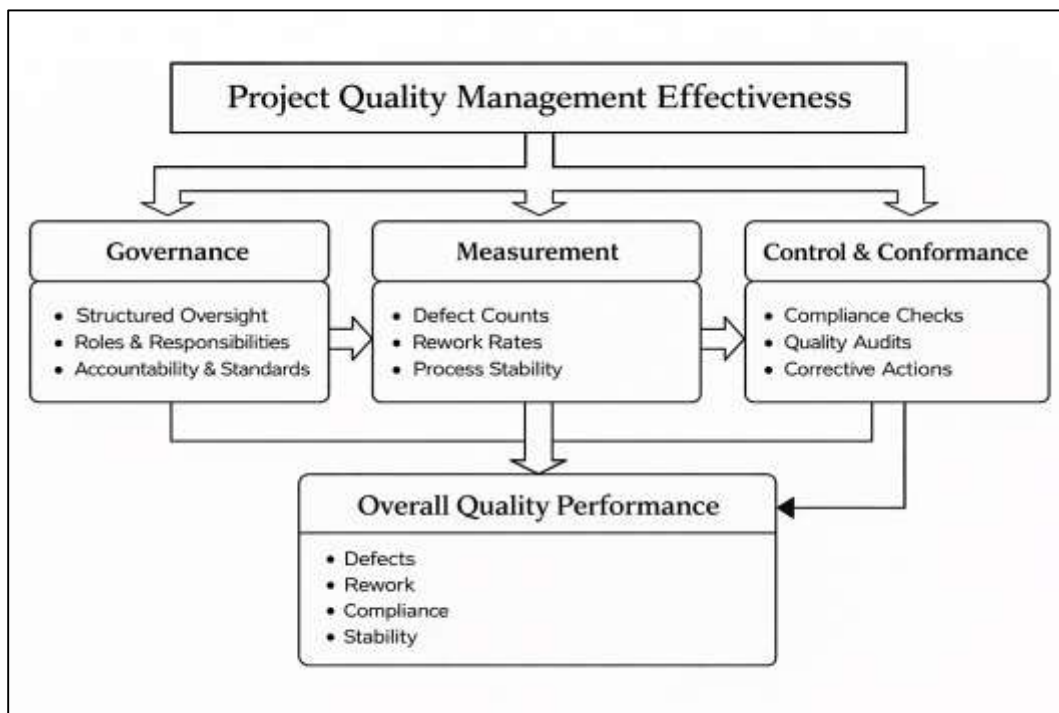 Project Quality Management Effectiveness
Governance
• Structured Oversight
• Roles & Responsibilities
• Accountability & Standards
Measurement
• Defect Counts
• Rework Rates
• Process Stability
Control & Conformance
• Compliance Checks
• Quality Audits
• Corrective Actions
Overall Quality Performance
• Defects
• Rework
• Compliance
• Stability